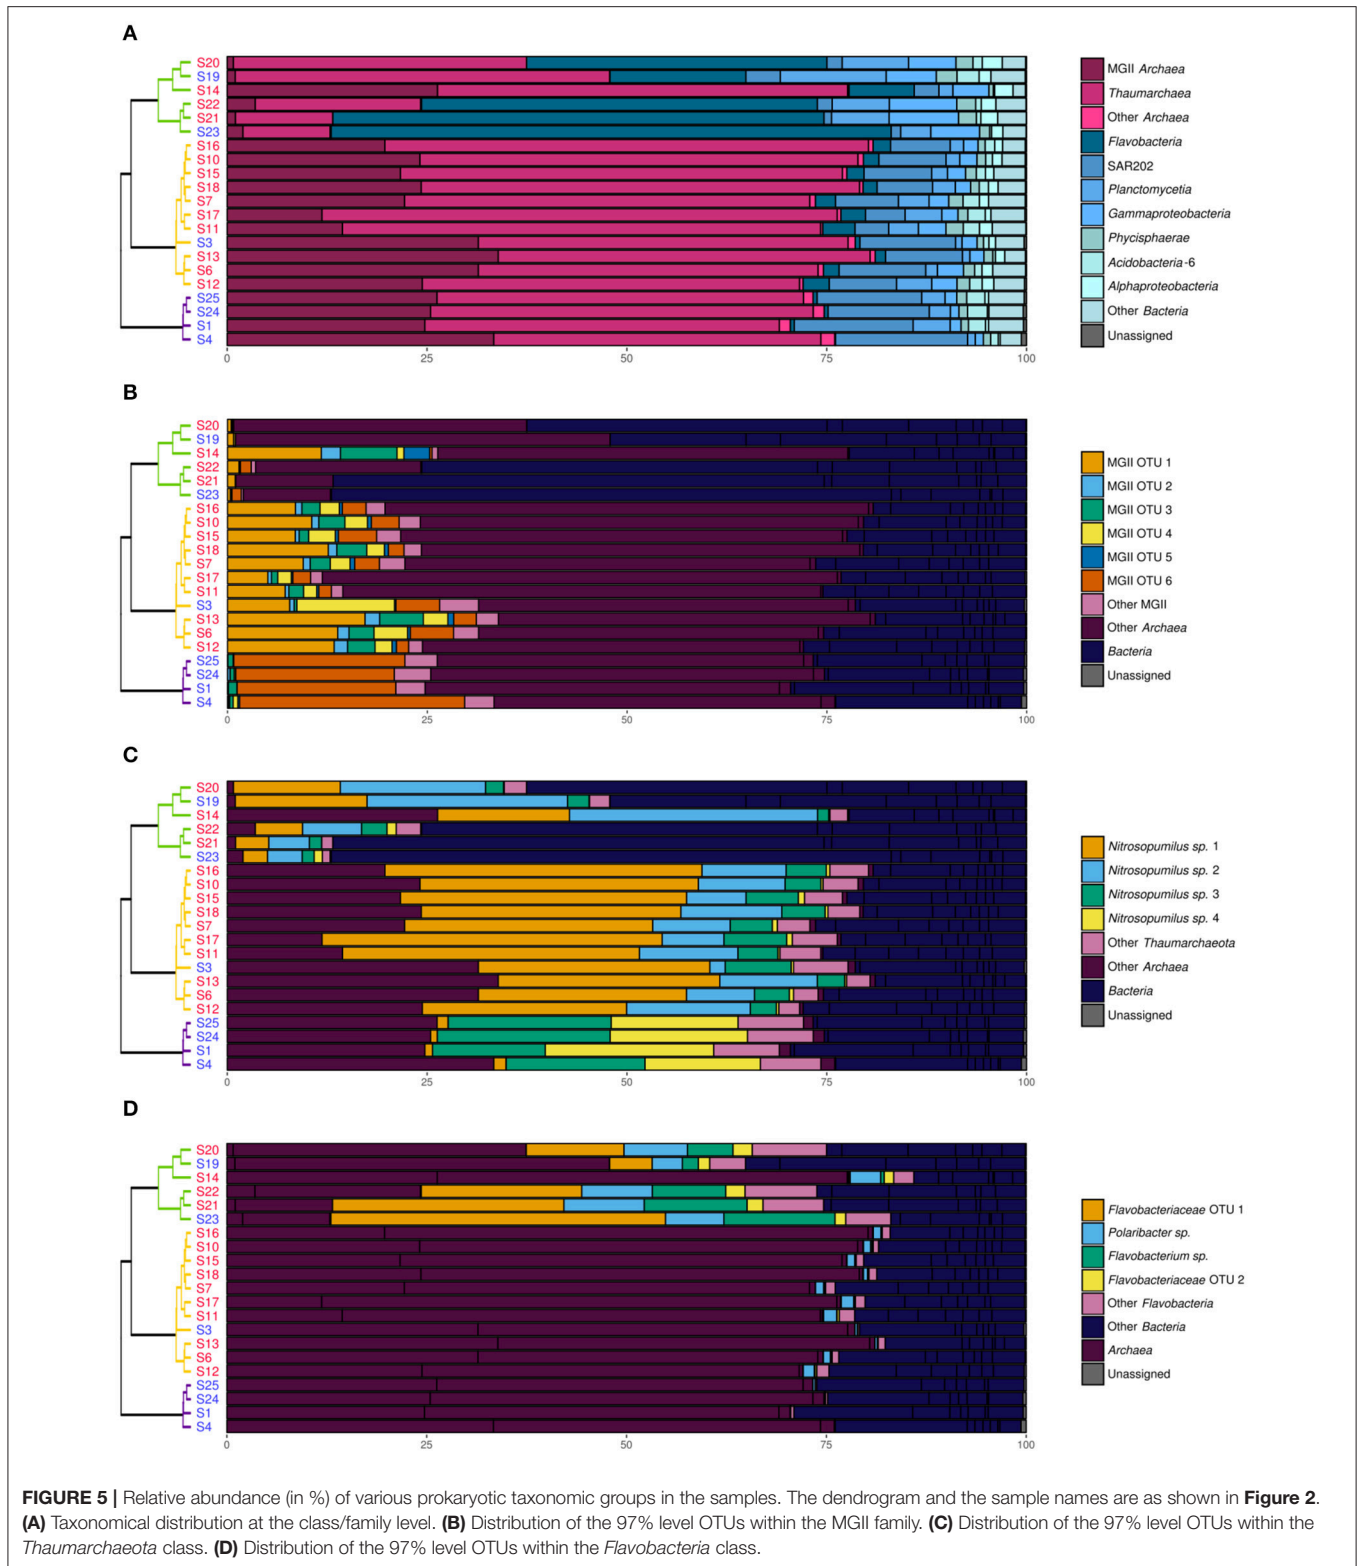 A
S20
S19
S14
S22
S21
S23
S16
S10
S15
S18
S7
S17
S11
S3
S13
S6
S12
S25
S24
S1
S4
0 25 50 75 100
MGII Archaea
Thaumarchaea
Other Archaea
Flavobacteria
SAR202
Planctomycetia
Gammaproteobacteria
Phycisphaerae
Acidobacteria-6
Alphaproteobacteria
Other Bacteria
Unassigned
B
S20
S19
S14
S22
S21
S23
S16
S10
S15
S18
S7
S17
S11
S3
S13
S6
S12
S25
S24
S1
S4
0 25 50 75 100
MGII OTU 1
MGII OTU 2
MGII OTU 3
MGII OTU 4
MGII OTU 5
MGII OTU 6
Other MGII
Other Archaea
Bacteria
Unassigned
C
S20
S19
S14
S22
S21
S23
S16
S10
S15
S18
S7
S17
S11
S3
S13
S6
S12
S25
S24
S1
S4
0 25 50 75 100
Nitrosopumilus sp. 1
Nitrosopumilus sp. 2
Nitrosopumilus sp. 3
Nitrosopumilus sp. 4
Other Thaumarchaeota
Other Archaea
Bacteria
Unassigned
D
S20
S19
S14
S22
S21
S23
S16
S10
S15
S18
S7
S17
S11
S3
S13
S6
S12
S25
S24
S1
S4
0 25 50 75 100
Flavobacteriaceae OTU 1
Polaribacter sp.
Flavobacterium sp.
Flavobacteriaceae OTU 2
Other Flavobacteria
Other Bacteria
Archaea
Unassigned
FIGURE 5 | Relative abundance (in %) of various prokaryotic taxonomic groups in the samples. The dendrogram and the sample names are as shown in Figure 2.
(A) Taxonomical distribution at the class/family level. (B) Distribution of the 97% level OTUs within the MGII family. (C) Distribution of the 97% level OTUs within the
Thaumarchaeota class. (D) Distribution of the 97% level OTUs within the Flavobacteria class.